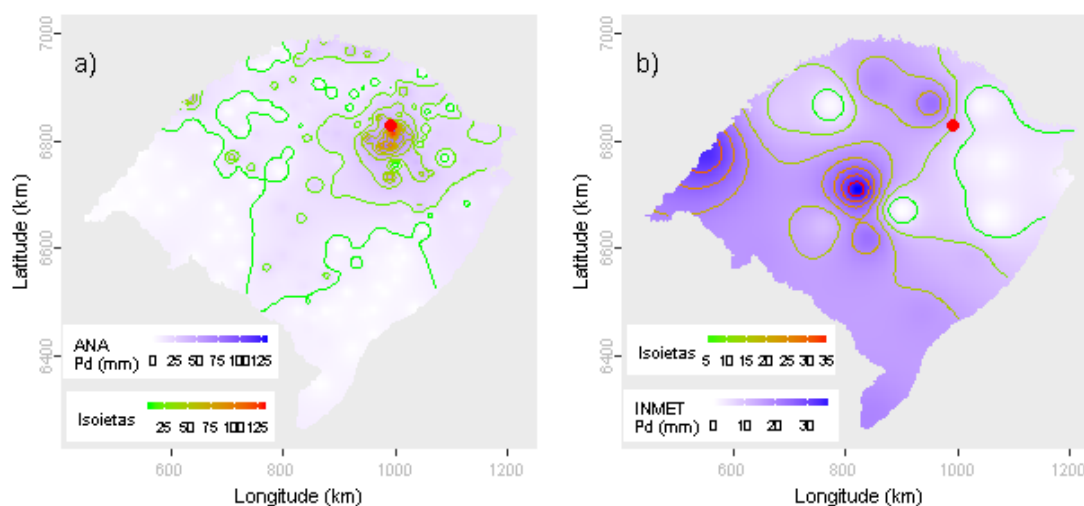 a)
7000
6800
6600
6400
Latitude (km)
ANA
Pd (mm) 0 25 50 75 100 125
Isoietas
25 50 75 100 125
600 800 1000 1200
Longitude (km)
b)
7000
6800
6600
6400
Latitude (km)
Isoietas
5 10 15 20 25 30 35
INMET
Pd (mm) 0 10 20 30
600 800 1000 1200
Longitude (km)